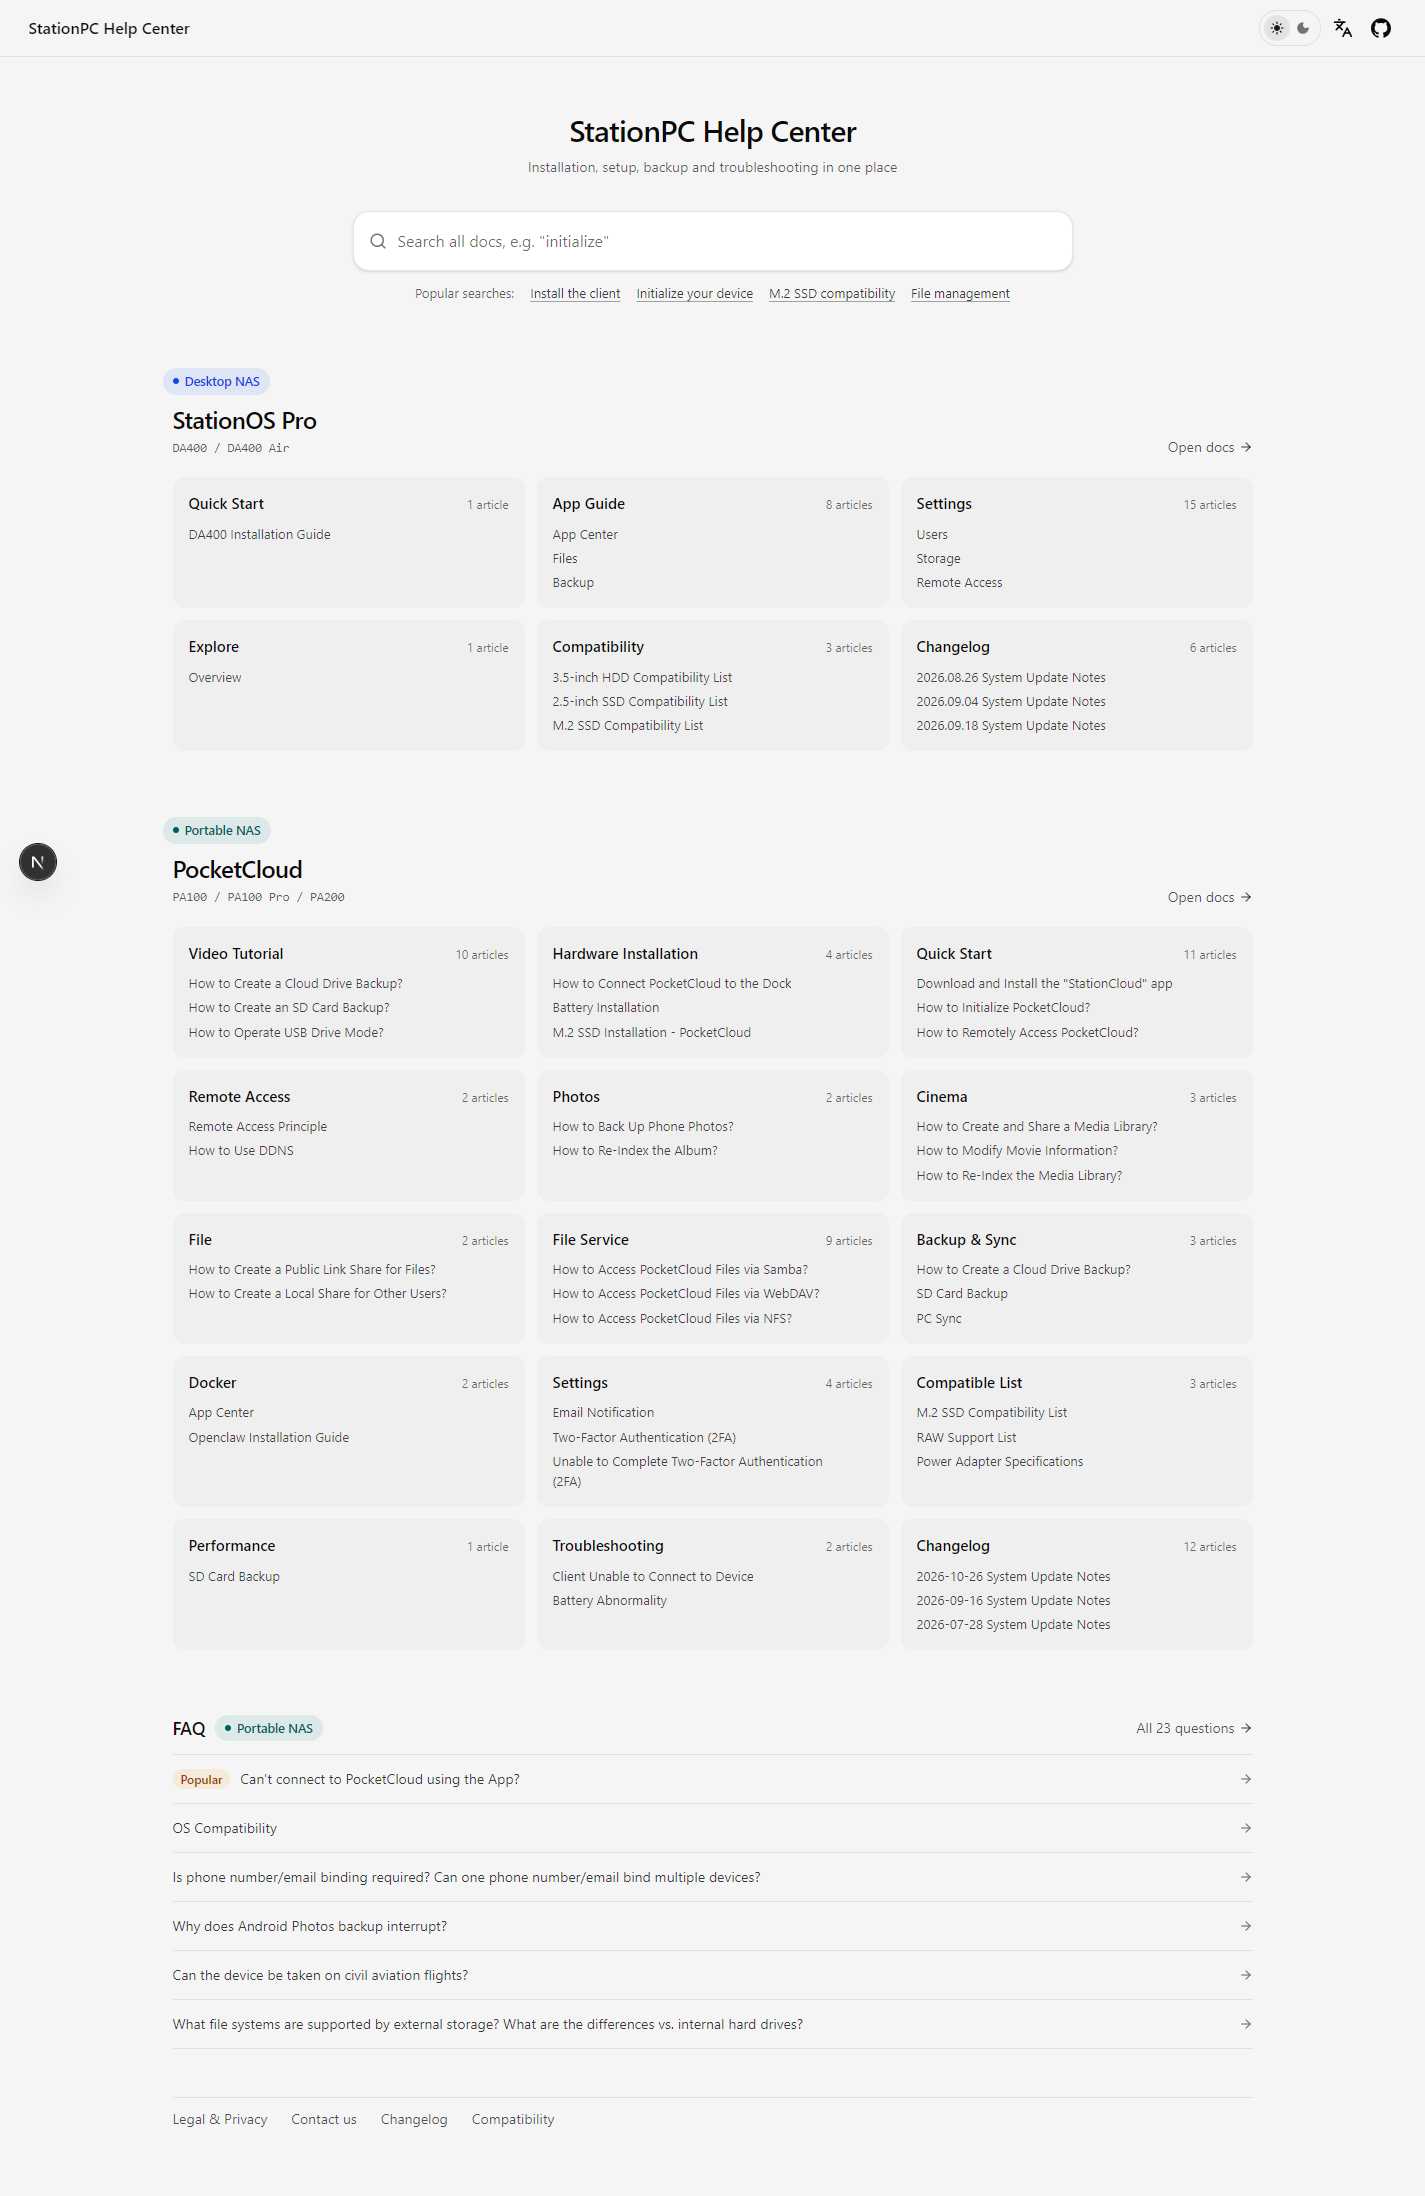 StationPC Help Center
StationPC Help Center
Installation, setup, backup and troubleshooting in one place
Search all docs, e.g. "initialize"
Popular searches: Install the client Initialize your device M.2 SSD compatibility File management
Desktop NAS
StationOS Pro
DA400 / DA400 Air
Open docs →
Quick Start 1 article
DA400 Installation Guide
App Guide 8 articles
App Center
Files
Backup
Settings 15 articles
Users
Storage
Remote Access
Explore 1 article
Overview
Compatibility 3 articles
3.5-inch HDD Compatibility List
2.5-inch SSD Compatibility List
M.2 SSD Compatibility List
Changelog 6 articles
2026.08.26 System Update Notes
2026.09.04 System Update Notes
2026.09.18 System Update Notes
Portable NAS
N
PocketCloud
PA100 / PA100 Pro / PA200
Open docs →
Video Tutorial 10 articles
How to Create a Cloud Drive Backup?
How to Create an SD Card Backup?
How to Operate USB Drive Mode?
Hardware Installation 4 articles
How to Connect PocketCloud to the Dock
Battery Installation
M.2 SSD Installation - PocketCloud
Quick Start 11 articles
Download and Install the "StationCloud" app
How to Initialize PocketCloud?
How to Remotely Access PocketCloud?
Remote Access 2 articles
Remote Access Principle
How to Use DDNS
Photos 2 articles
How to Back Up Phone Photos?
How to Re-Index the Album?
Cinema 3 articles
How to Create and Share a Media Library?
How to Modify Movie Information?
How to Re-Index the Media Library?
File 2 articles
How to Create a Public Link Share for Files?
How to Create a Local Share for Other Users?
File Service 9 articles
How to Access PocketCloud Files via Samba?
How to Access PocketCloud Files via WebDAV?
How to Access PocketCloud Files via NFS?
Backup & Sync 3 articles
How to Create a Cloud Drive Backup?
SD Card Backup
PC Sync
Docker 2 articles
App Center
Openclaw Installation Guide
Settings 4 articles
Email Notification
Two-Factor Authentication (2FA)
Unable to Complete Two-Factor Authentication
(2FA)
Compatible List 3 articles
M.2 SSD Compatibility List
RAW Support List
Power Adapter Specifications
Performance 1 article
SD Card Backup
Troubleshooting 2 articles
Client Unable to Connect to Device
Battery Abnormality
Changelog 12 articles
2026-10-26 System Update Notes
2026-09-16 System Update Notes
2026-07-28 System Update Notes
FAQ Portable NAS All 23 questions →
Popular Can't connect to PocketCloud using the App?
OS Compatibility
Is phone number/email binding required? Can one phone number/email bind multiple devices?
Why does Android Photos backup interrupt?
Can the device be taken on civil aviation flights?
What file systems are supported by external storage? What are the differences vs. internal hard drives?
Legal & Privacy Contact us Changelog Compatibility